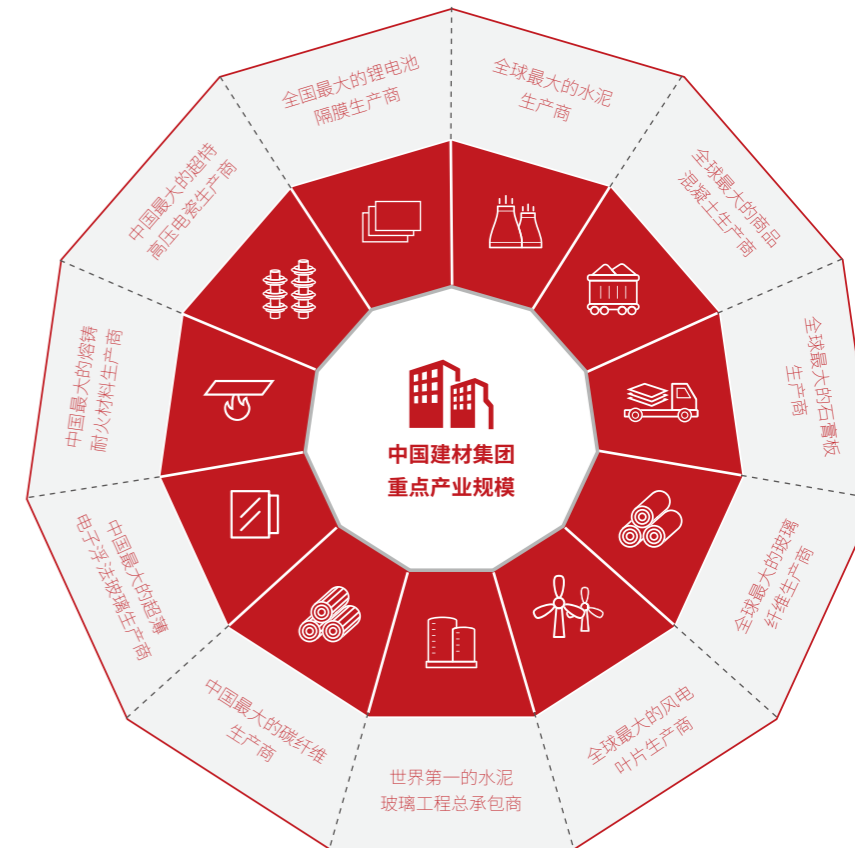 中国建材集团
重点产业规模
全球最大的水泥
生产商
全球最大的商品
混凝土生产商
全球最大的石膏板
生产商
全球最大的玻璃
纤维生产商
全球最大的风电
叶片生产商
世界第一的水泥
玻璃工程总承包商
中国最大的碳纤维
生产商
中国最大的超薄
电子浮法玻璃生产商
中国最大的熔铸
耐火材料生产商
中国最大的超特
高压电瓷生产商
全国最大的锂电池
隔膜生产商